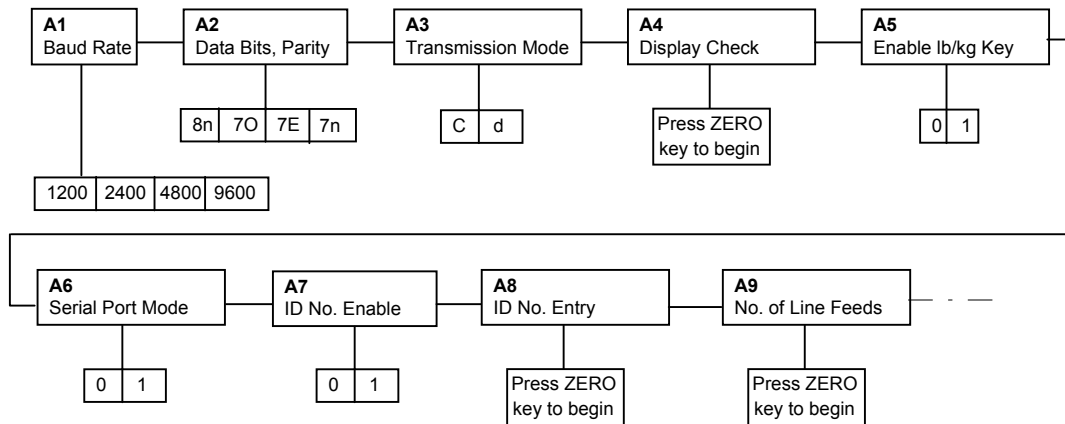 A1
Baud Rate
A2
Data Bits, Parity
A3
Transmission Mode
A4
Display Check
A5
Enable lb/kg Key
8n 7O 7E 7n
C d
Press ZERO
key to begin
0 1
1200 2400 4800 9600
A6
Serial Port Mode
A7
ID No. Enable
A8
ID No. Entry
A9
No. of Line Feeds
0 1
0 1
Press ZERO
key to begin
Press ZERO
key to begin